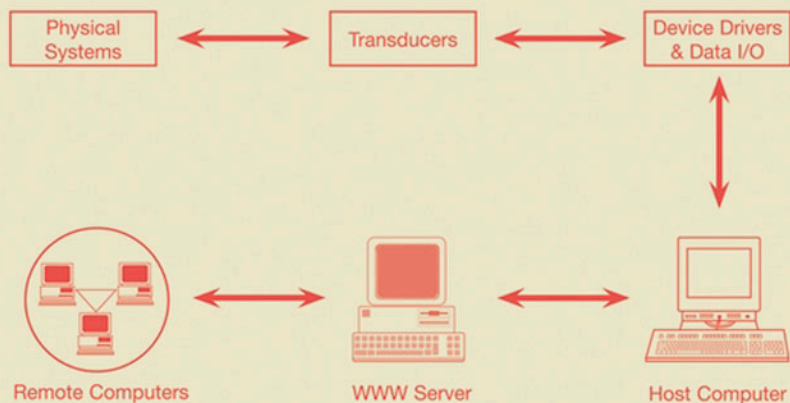 Physical
Systems
Transducers
Device Drivers
& Data I/O
Remote Computers
WWW Server
Host Computer